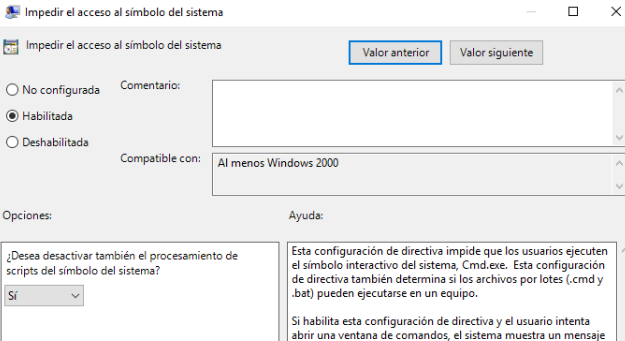 Impedir el acceso al símbolo del sistema
Impedir el acceso al símbolo del sistema
Valor anterior
Valor siguiente
No configurada
Comentario:
Habilitada
Deshabilitada
Compatible con:
Al menos Windows 2000
Opciones:
Ayuda:
¿Desea desactivar también el procesamiento de
scripts del símbolo del sistema?
Sí
Esta configuración de directiva impide que los usuarios ejecuten
el símbolo interactivo del sistema, Cmd.exe.  Esta configuración
de directiva también determina si los archivos por lotes (.cmd y
.bat) pueden ejecutarse en un equipo.
Si habilita esta configuración de directiva y el usuario intenta
abrir una ventana de comandos, el sistema muestra un mensaje